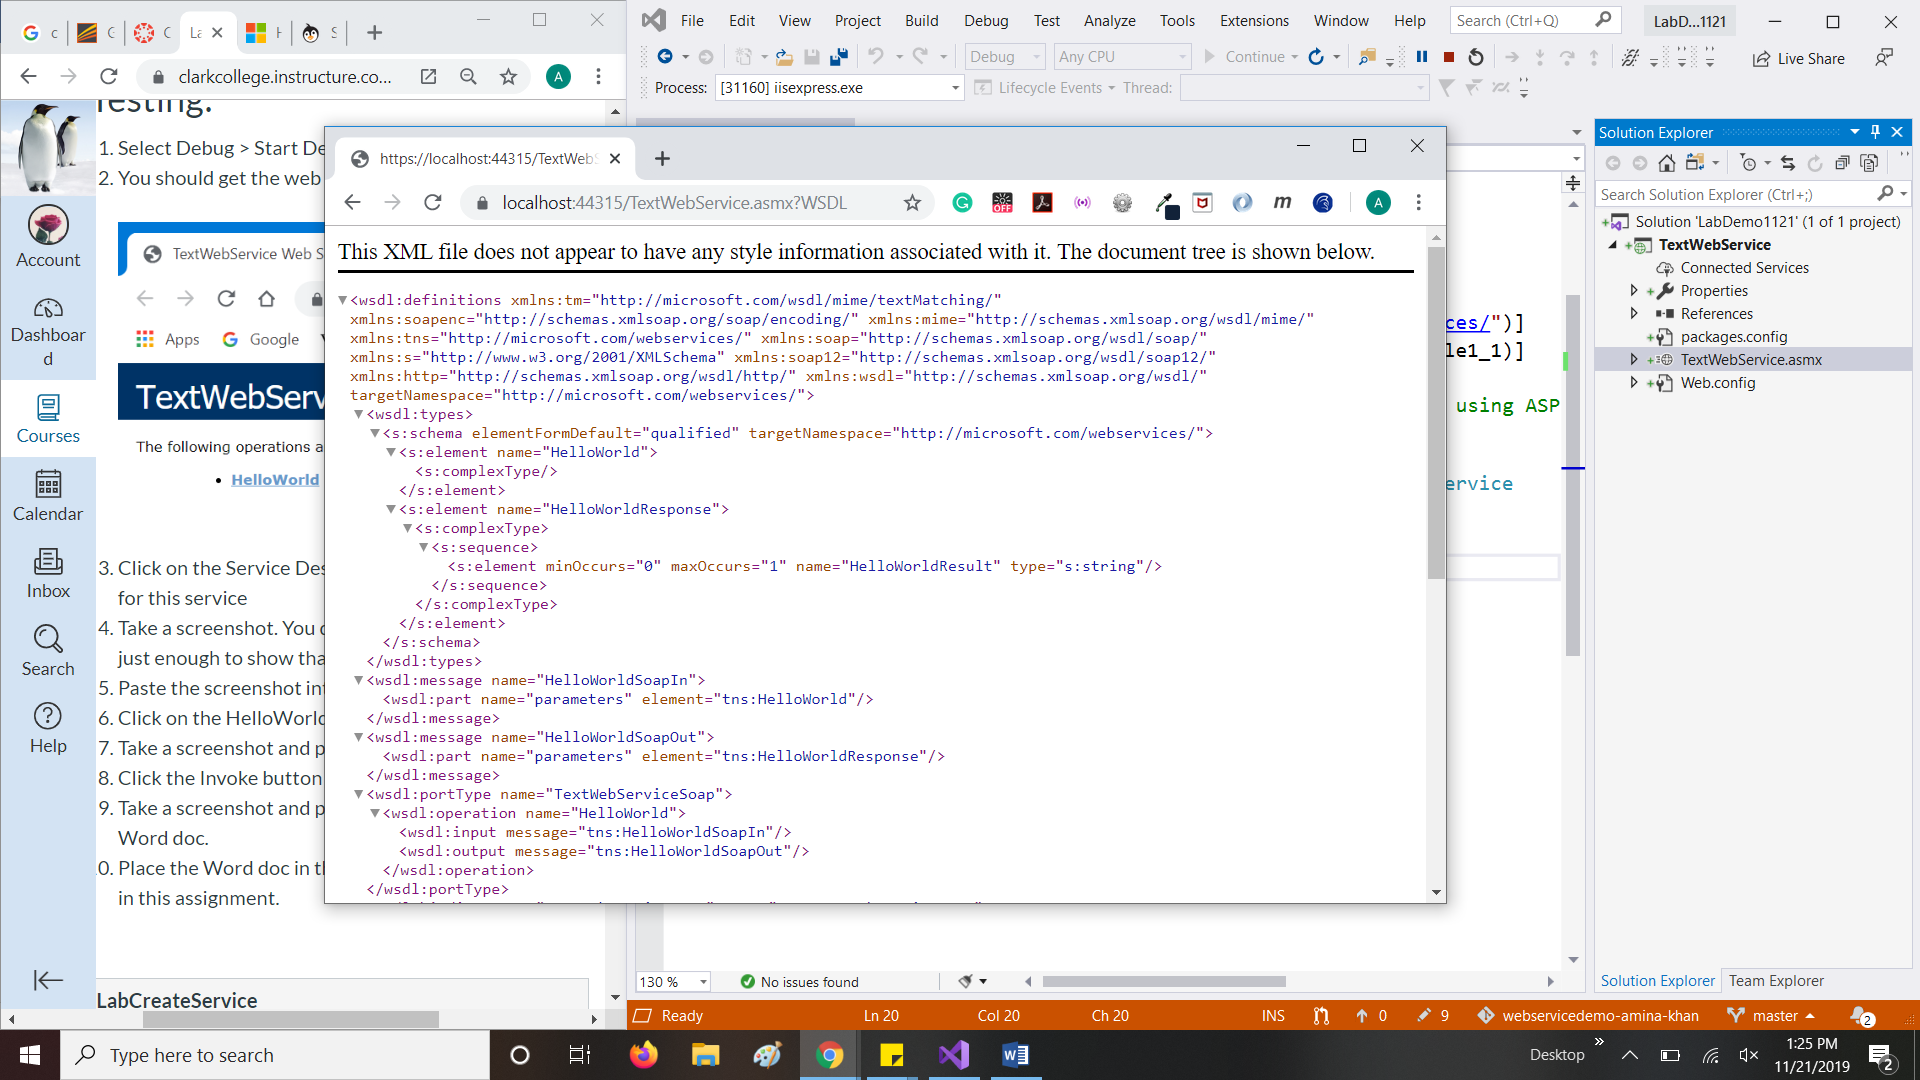 File Edit View Project Build Debug Test Analyze Tools Extensions Window Help
Search (Ctrl+Q)
LabD...1121
clarkcollege.instructure.co...
A
Debug
Any CPU
Continue
Live Share
Process:
[31160] iisexpress.exe
Lifecycle Events
Thread:
Testing:
1. Select Debug > Start De
2. You should get the web
TextWebService Web S
Apps
Google
TextWebServ
The following operations a
HelloWorld
3. Click on the Service Des
for this service
4. Take a screenshot. You
just enough to show tha
5. Paste the screenshot int
6. Click on the HelloWorld
7. Take a screenshot and p
8. Click the Invoke button
9. Take a screenshot and p
Word doc.
0. Place the Word doc in th
in this assignment.
LabCreateService
Account
Dashboar
d
Courses
Calendar
Inbox
Search
Help
https://localhost:44315/TextWebS
localhost:44315/TextWebService.asmx?WSDL
OFF
m
A
This XML file does not appear to have any style information associated with it. The document tree is shown below.
<wsdl:definitions xmlns:tm="http://microsoft.com/wsdl/mime/textMatching/"
xmlns:soapenc="http://schemas.xmlsoap.org/soap/encoding/" xmlns:mime="http://schemas.xmlsoap.org/wsdl/mime/"
xmlns:tns="http://microsoft.com/webservices/" xmlns:soap="http://schemas.xmlsoap.org/wsdl/soap/"
xmlns:s="http://www.w3.org/2001/XMLSchema" xmlns:soap12="http://schemas.xmlsoap.org/wsdl/soap12/"
xmlns:http="http://schemas.xmlsoap.org/wsdl/http/" xmlns:wsdl="http://schemas.xmlsoap.org/wsdl/"
targetNamespace="http://microsoft.com/webservices/">
<wsdl:types>
<s:schema elementFormDefault="qualified" targetNamespace="http://microsoft.com/webservices/">
<s:element name="HelloWorld">
<s:complexType/>
</s:element>
<s:element name="HelloWorldResponse">
<s:complexType>
<s:sequence>
<s:element minOccurs="0" maxOccurs="1" name="HelloWorldResult" type="s:string"/>
</s:sequence>
</s:complexType>
</s:element>
</s:schema>
</wsdl:types>
<wsdl:message name="HelloWorldSoapIn">
<wsdl:part name="parameters" element="tns:HelloWorld"/>
</wsdl:message>
<wsdl:message name="HelloWorldSoapOut">
<wsdl:part name="parameters" element="tns:HelloWorldResponse"/>
</wsdl:message>
<wsdl:portType name="TextWebServiceSoap">
<wsdl:operation name="HelloWorld">
<wsdl:input message="tns:HelloWorldSoapIn"/>
<wsdl:output message="tns:HelloWorldSoapOut"/>
</wsdl:operation>
</wsdl:portType>
ces/")]
le1_1)]
using ASP
ervice
Solution Explorer
Search Solution Explorer (Ctrl+;)
Solution 'LabDemo1121' (1 of 1 project)
TextWebService
Connected Services
Properties
References
packages.config
TextWebService.asmx
Web.config
Solution Explorer Team Explorer
130 %
No issues found
Ready
Ln 20
Col 20
Ch 20
INS
0
9
webservicedemo-amina-khan
master
2
Type here to search
Desktop
1:25 PM
11/21/2019
2